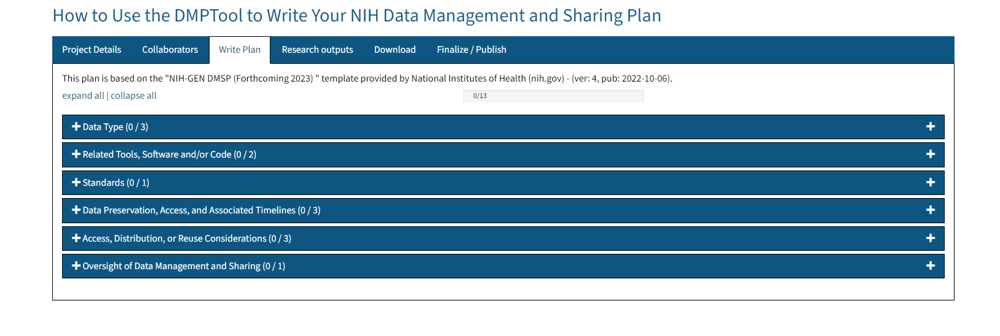 How to Use the DMPTool to Write Your NIH Data Management and Sharing Plan
Project Details Collaborators Write Plan Research outputs Download Finalize / Publish
This plan is based on the "NIH-GEN DMSP (Forthcoming 2023) " template provided by National Institutes of Health (nih.gov) - (ver: 4, pub: 2022-10-06).
expand all | collapse all 0/13
Data Type (0 / 3)
Related Tools, Software and/or Code (0 / 2)
Standards (0 / 1)
Data Preservation, Access, and Associated Timelines (0 / 3)
Access, Distribution, or Reuse Considerations (0 / 3)
Oversight of Data Management and Sharing (0 / 1)